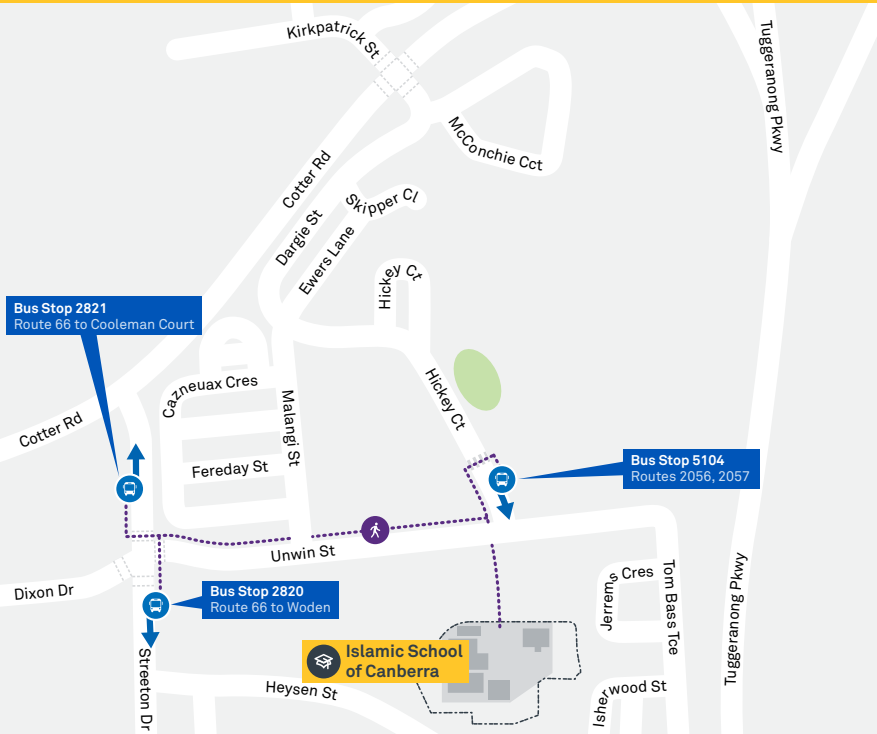 Kirkpatrick St
Tuggeranong Pkwy
McConchie Cct
Cotter Rd
Skipper Cl
Dargie St
Ewers Lane
Hickey Ct
Bus Stop 2821
Route 66 to Cooleman Court
Cazneuax Cres
Hickey Ct
Malangi St
Cotter Rd
Fereday St
Bus Stop 5104
Routes 2056, 2057
Unwin St
Dixon Dr
Bus Stop 2820
Route 66 to Woden
Jerrems Cres
Tom Bass Tce
Tuggeranong Pkwy
Islamic School
of Canberra
Streeton Dr
Heysen St
Isherwood St